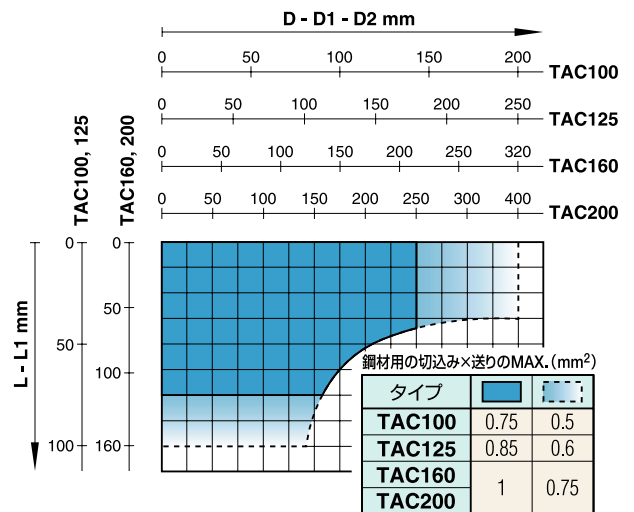 D - D1 - D2 mm
0 50 100 150 200 TAC100
0 50 100 150 200 250 TAC125
0 50 100 150 200 250 320 TAC160
0 50 100 150 200 250 300 350 400 TAC200
TAC100, 125
TAC160, 200
L - L1 mm
0
50
100
0
50
100
160
鋼材用の切込み×送りのMAX.(mm²)
タイプ
TAC100 0.75 0.5
TAC125 0.85 0.6
TAC160
TAC200
1 0.75